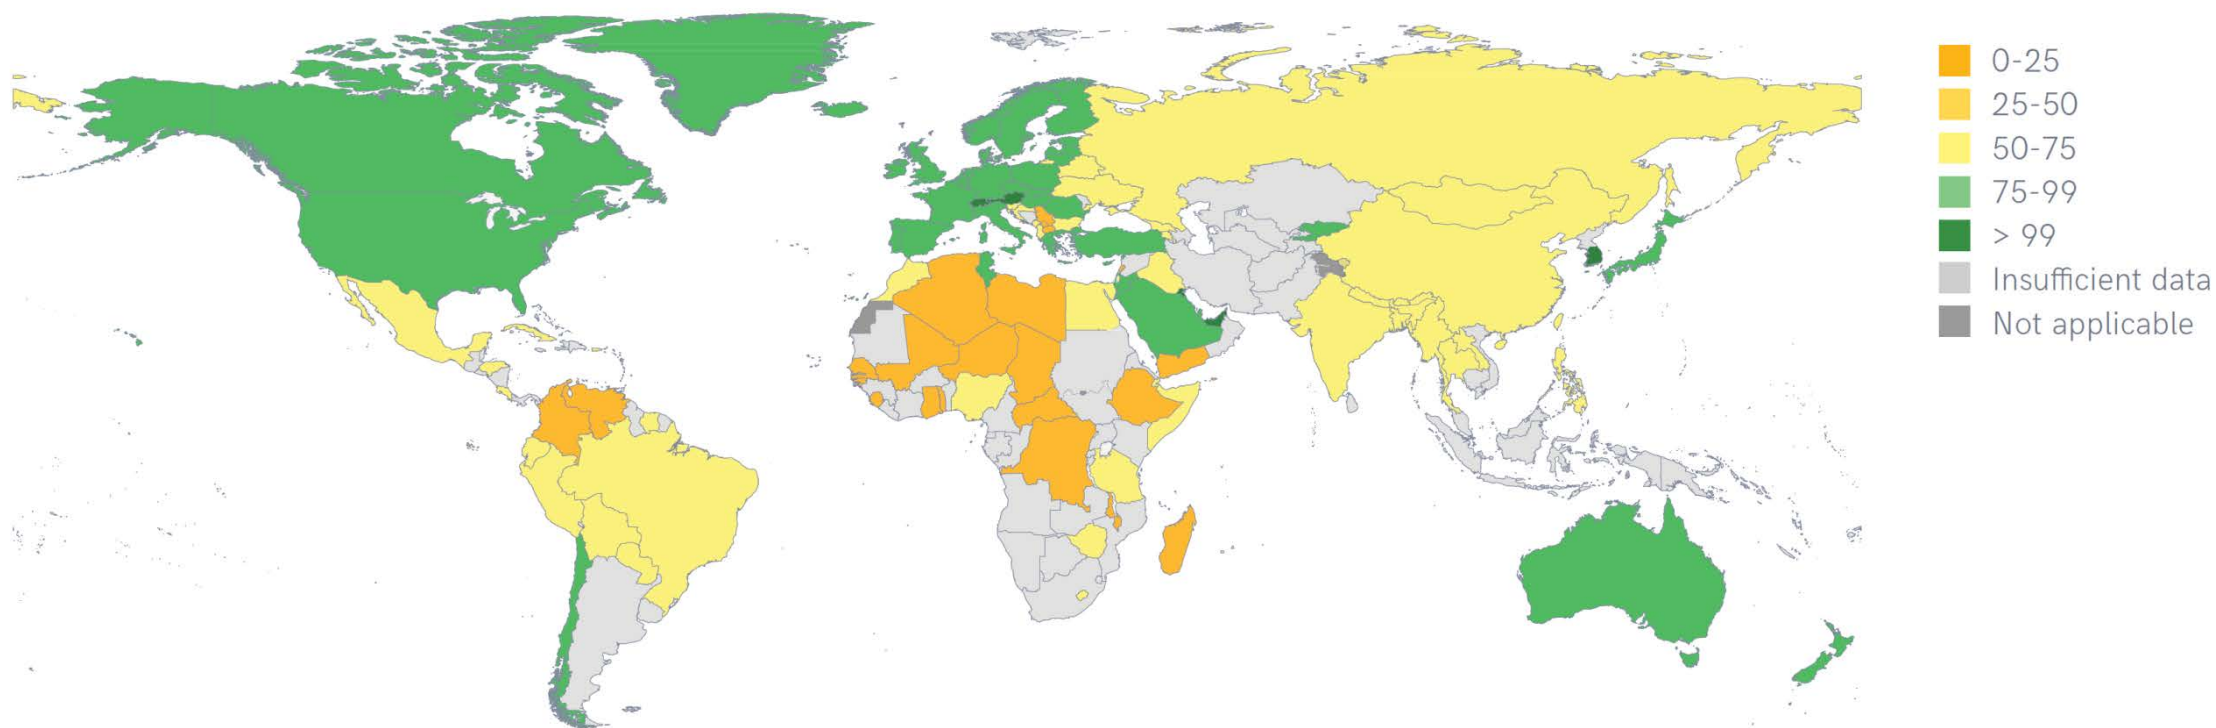 0-25
25-50
50-75
75-99
> 99
Insufficient data
Not applicable